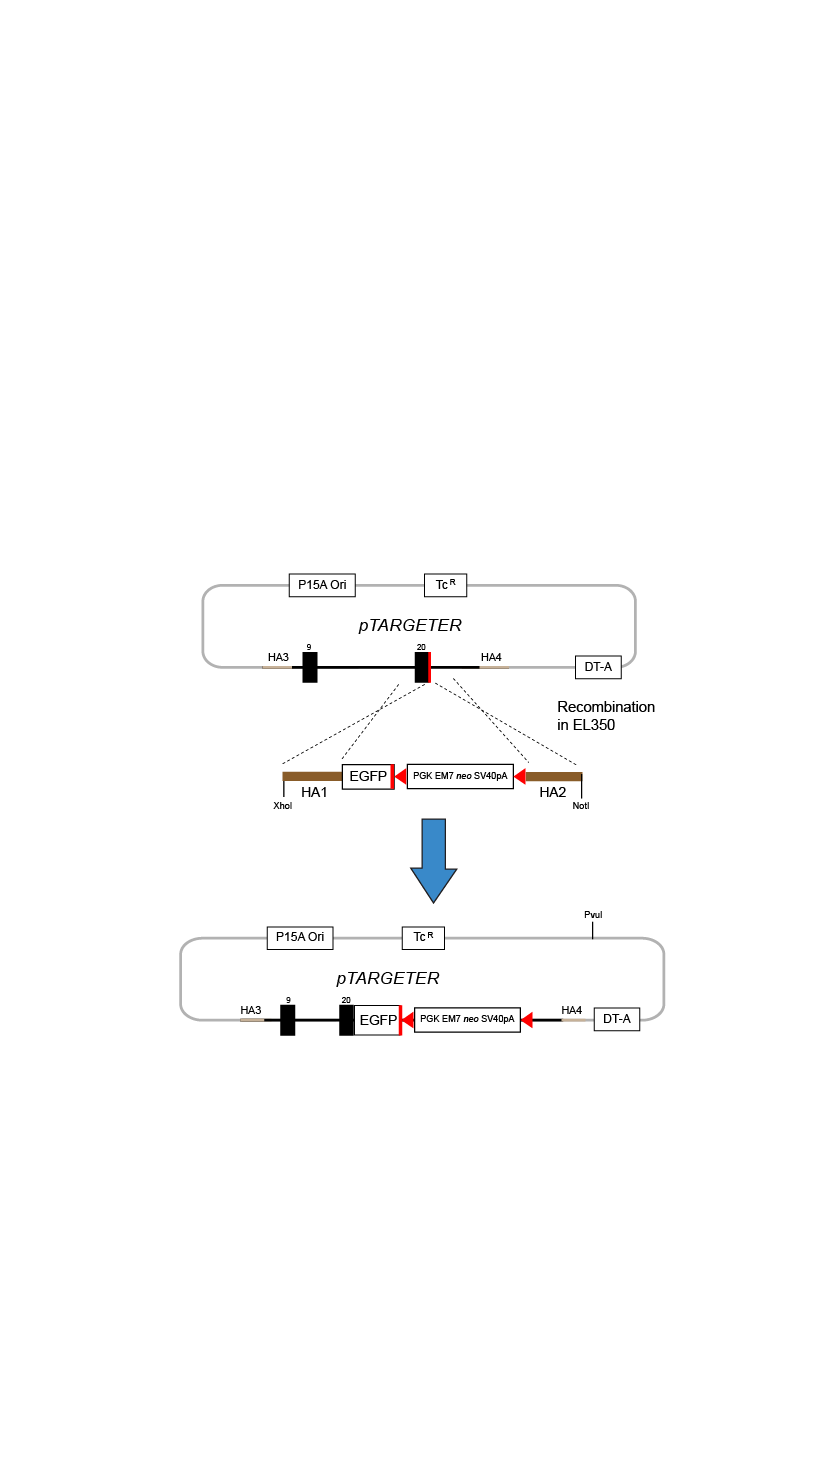 P15A Ori
Tc R
pTARGETER
9
20
HA3
HA4
DT-A
Recombination
in EL350
EGFP
PGK EM7 neo SV40pA
HA1
HA2
XhoI
NotI
PvuI
P15A Ori
Tc R
pTARGETER
9
20
HA3
HA4
EGFP
PGK EM7 neo SV40pA
DT-A